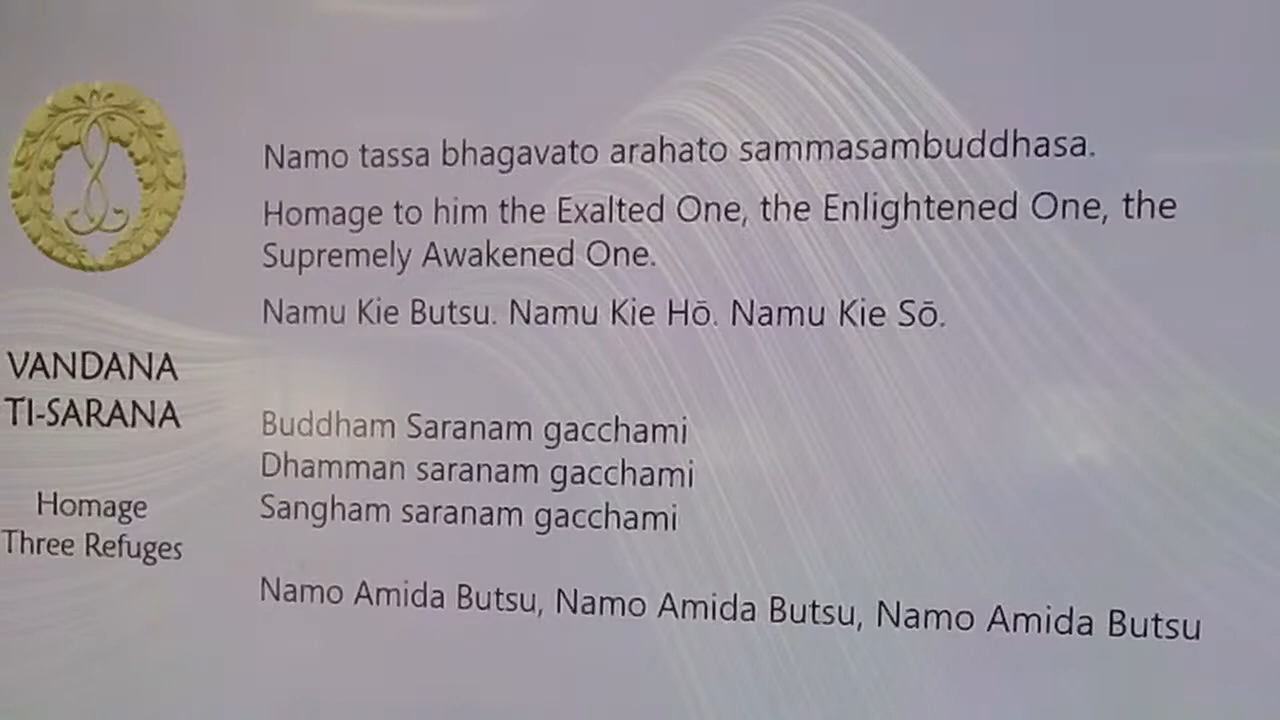 Namo tassa bhagavato arahato sammasambuddhasa.
Homage to him the Exalted One, the Enlightened One, the
Supremely Awakened One.
Namu Kie Butsu. Namu Kie Hō. Namu Kie Sō.
VANDANA
TI-SARANA
Homage
Three Refuges
Buddham Saranam gacchami
Dhamman saranam gacchami
Sangham saranam gacchami
Namo Amida Butsu, Namo Amida Butsu, Namo Amida Butsu